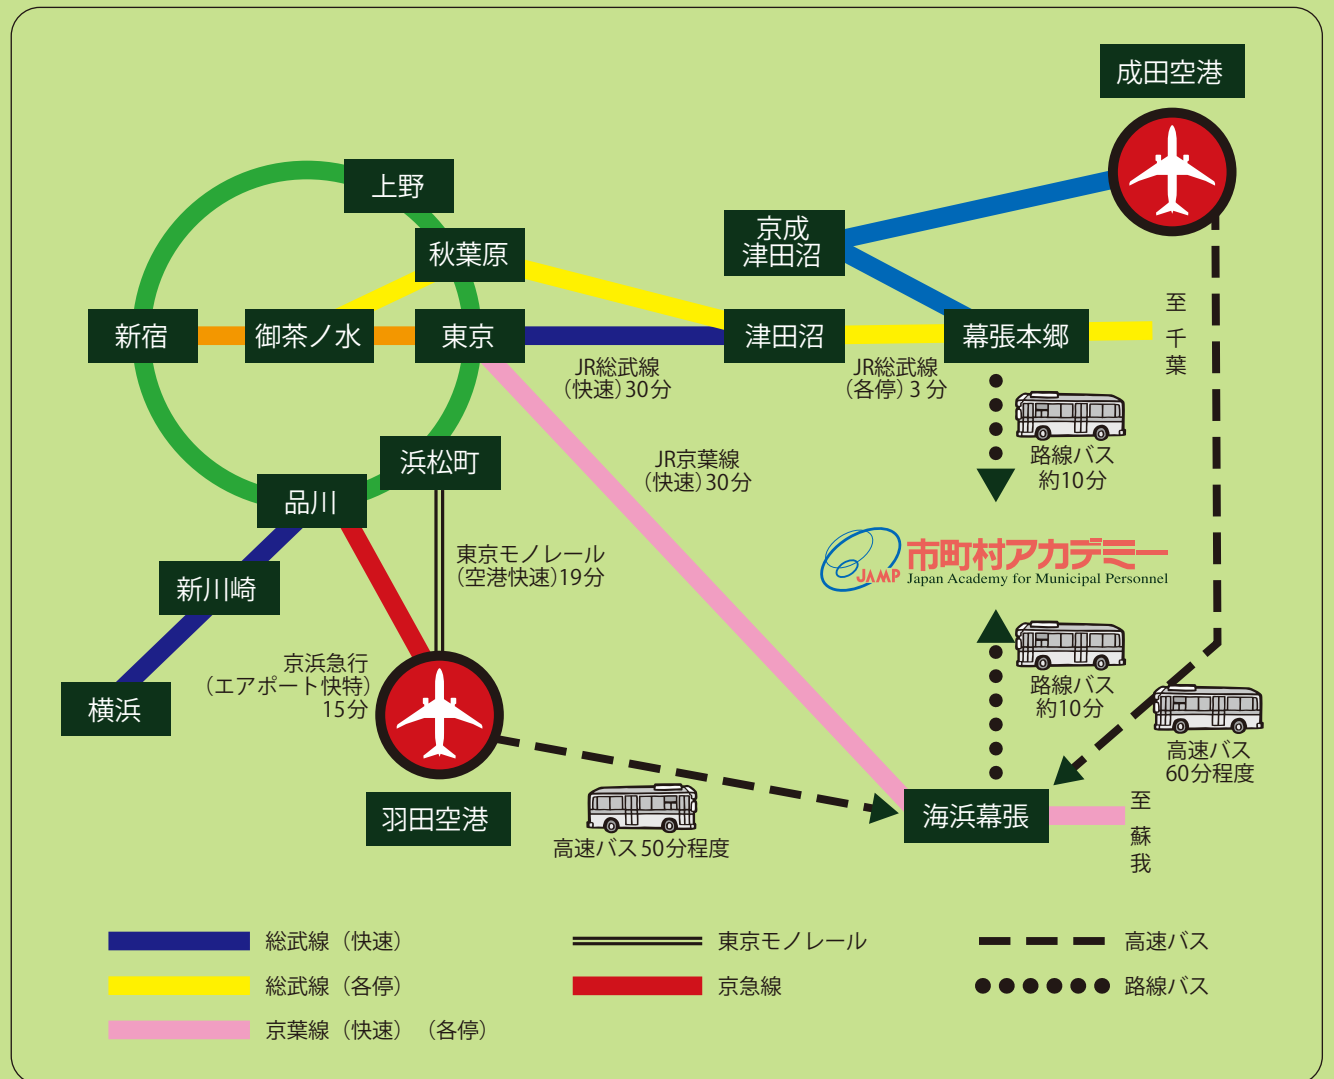 成田空港
上野
京成
津田沼
秋葉原
新宿
御茶ノ水
東京
津田沼
幕張本郷
至
千
葉
JR総武線
(快速)30分
JR総武線
(各停)3分
路線バス
約10分
浜松町
JR京葉線
(快速)30分
品川
市町村アカデミー
JAMP
Japan Academy for Municipal Personnel
東京モノレール
(空港快速)19分
新川崎
京浜急行
(エアポート快特)
15分
横浜
路線バス
約10分
高速バス
60分程度
羽田空港
高速バス50分程度
海浜幕張
至
蘇
我
総武線(快速)
東京モノレール
高速バス
総武線(各停)
京急線
路線バス
京葉線(快速)(各停)